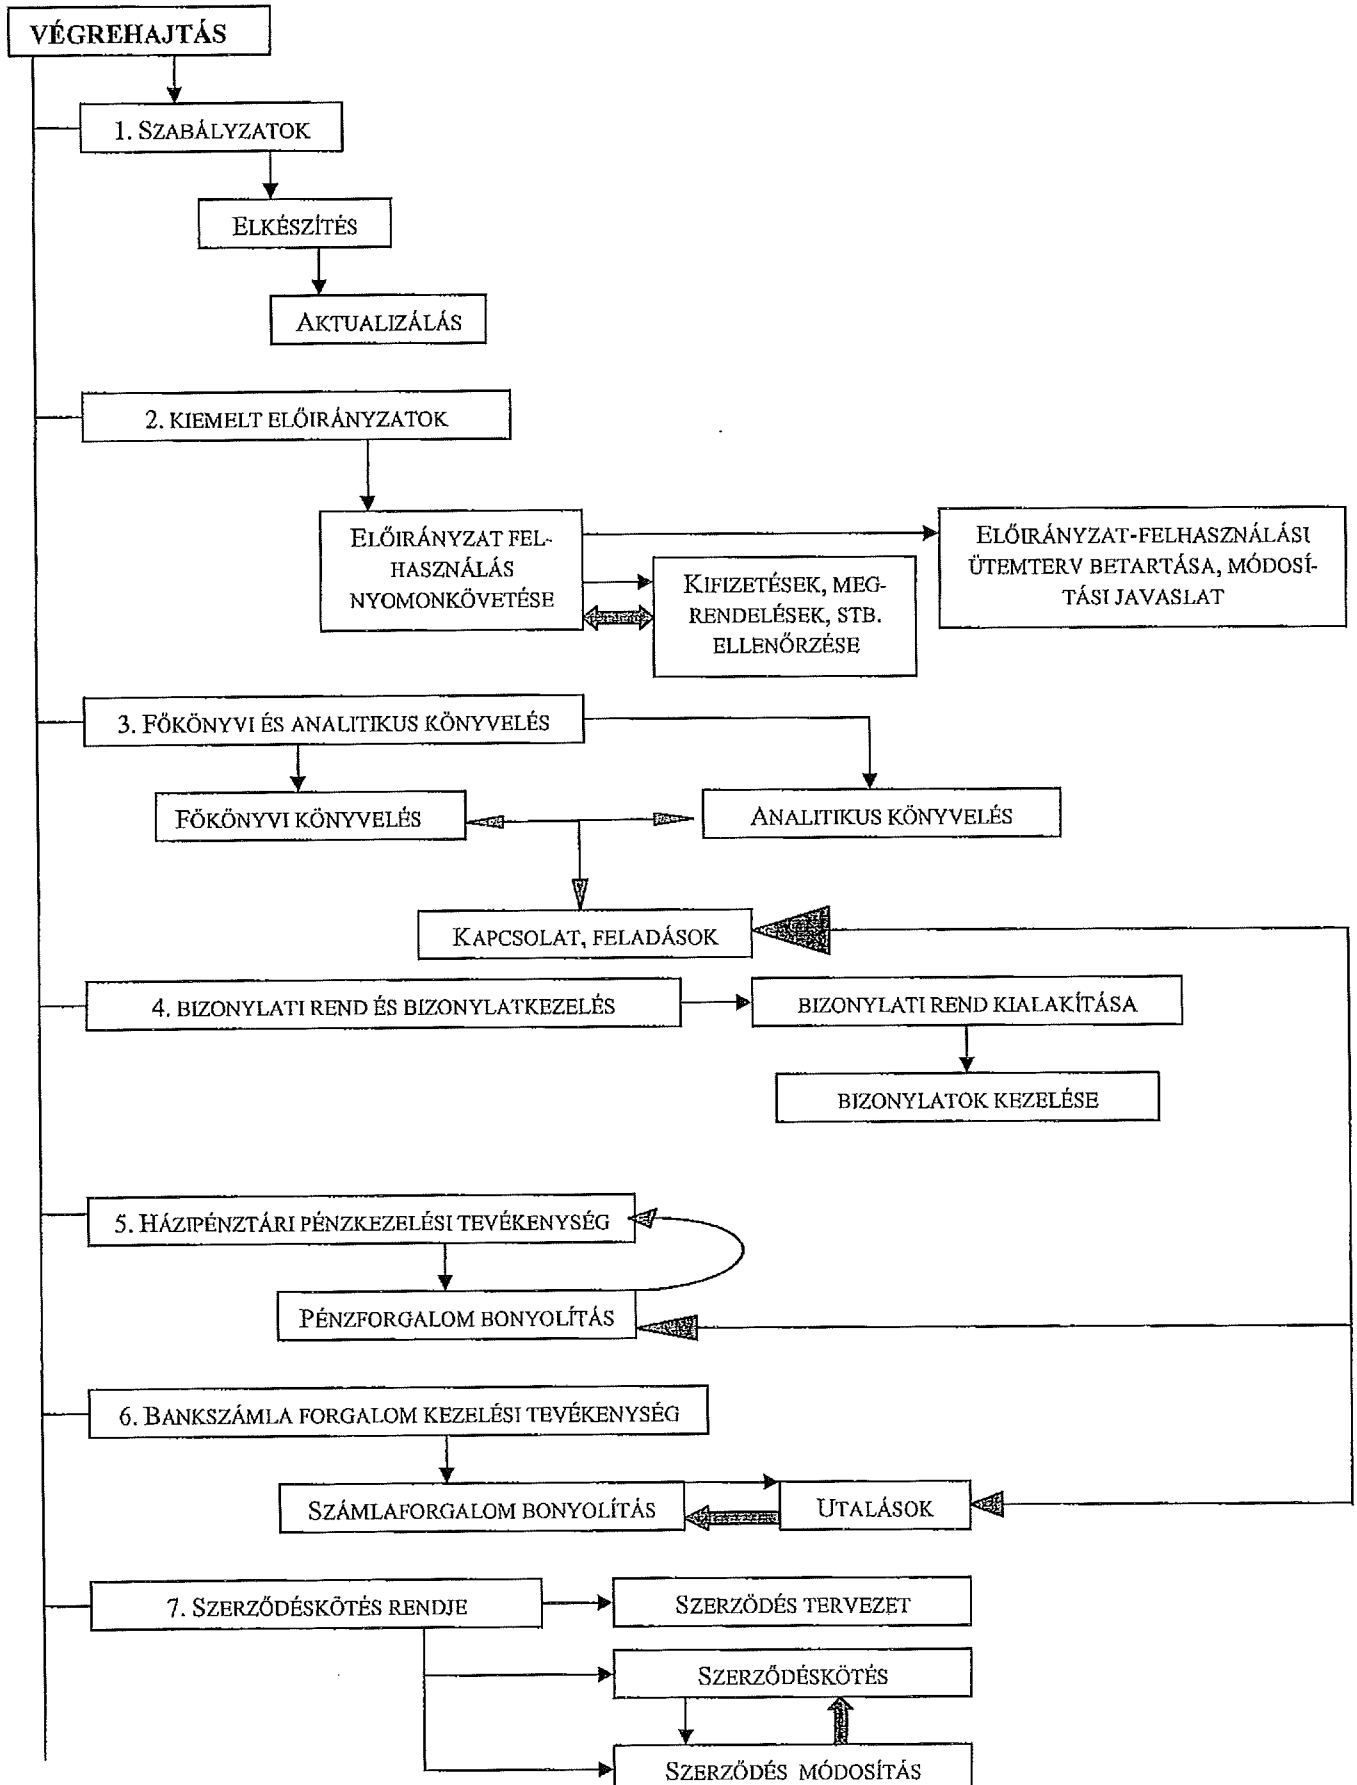 VÉGREHAJTÁS
1. SZABÁLYZATOK
ELKÉSZÍTÉS
AKTUALIZÁLÁS
2. KIEMELT ELŐIRÁNYZATOK
ELŐIRÁNYZAT FEL-
HASZNÁLÁS
NYOMONKÖVETÉSE
ELŐIRÁNYZAT-FELHASZNÁLÁSI
ÜTEMTERV BETARTÁSA, MÓDOSÍ-
TÁSI JAVASLAT
KIFIZETÉSEK, MEG-
RENDELÉSEK, STB.
ELLENŐRZÉSE
3. FŐKÖNYVI ÉS ANALITIKUS KÖNYVELÉS
FŐKÖNYVI KÖNYVELÉS
ANALITIKUS KÖNYVELÉS
KAPCSOLAT, FELADÁSOK
4. BIZONYLATI REND ÉS BIZONYLATKEZELÉS
BIZONYLATI REND KIALAKÍTÁSA
BIZONYLATOK KEZELÉSE
5. HÁZIPÉNZTÁRI PÉNZKEZELÉSI TEVÉKENYSÉG
PÉNZFORGALOM BONYOLÍTÁS
6. BANKSZÁMLA FORGALOM KEZELÉSI TEVÉKENYSÉG
SZÁMLAFORGALOM BONYOLÍTÁS
UTALÁSOK
7. SZERZŐDÉSKÖTÉS RENDJE
SZERZŐDÉS TERVEZET
SZERZŐDÉSKÖTÉS
SZERZŐDÉS MÓDOSÍTÁS